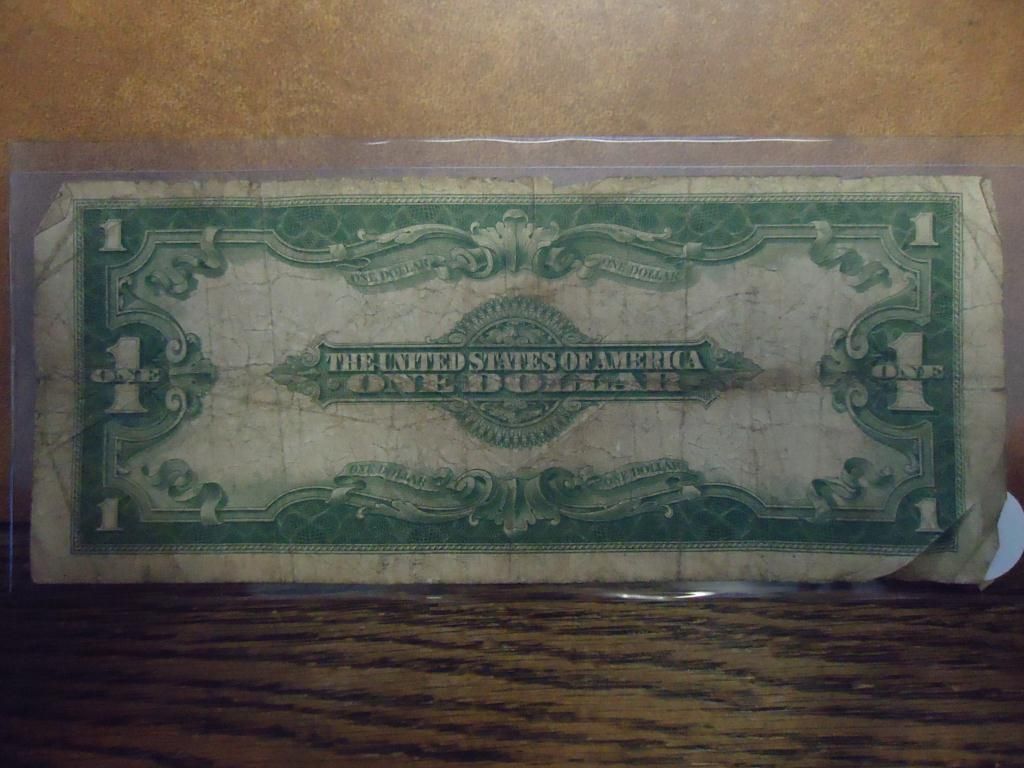 1 1
ONE DOLLAR ONE DOLLAR
THE UNITED STATES OF AMERICA
1 ONE ONE DOLLAR 1 ONE
ONE DOLLAR ONE DOLLAR
1 1